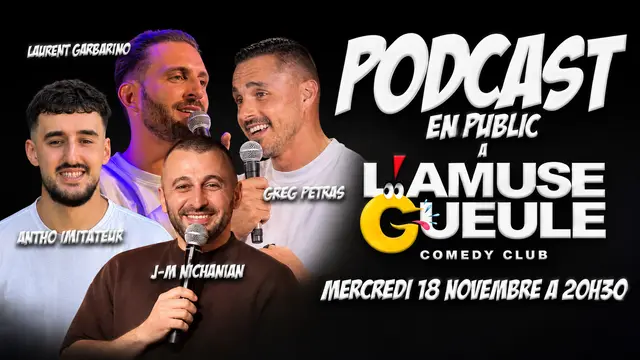 LAURENT GARBARINO
GREG PETRAS
ANTHO IMITATEUR
J-M NICHANIAN
PODCAST
EN PUBLIC
A
L'AMUSE
GUEULE
COMEDY CLUB
MERCREDI 18 NOVEMBRE A 20H30